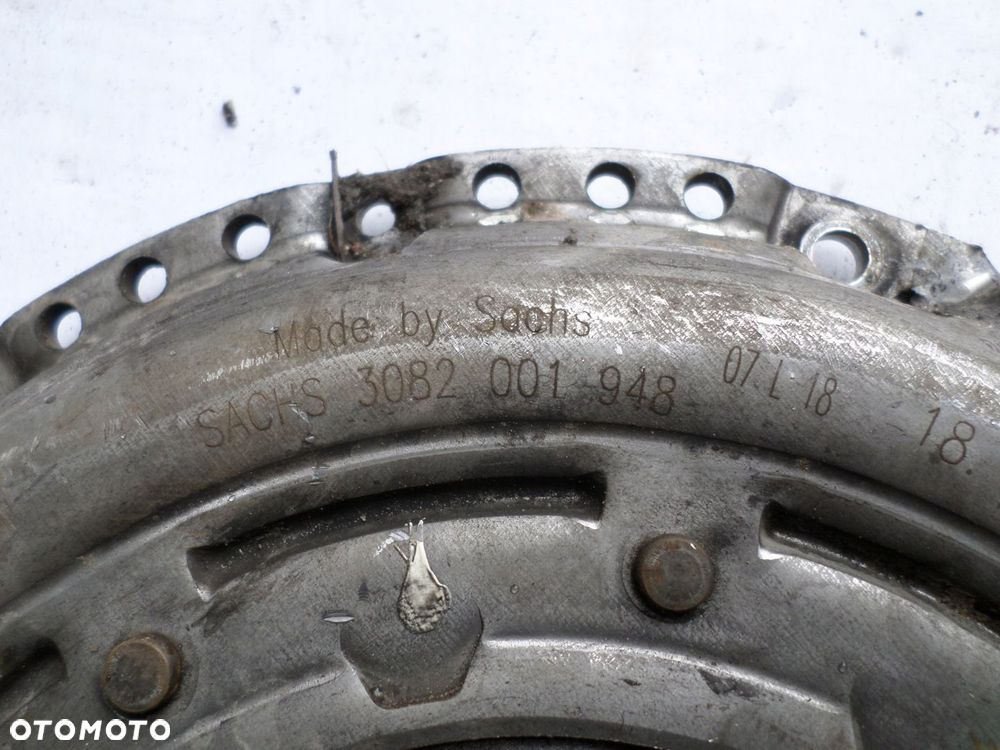 Made by Sachs
SACHS 3082 001 948 07 L 18 18.
OTOMOTO